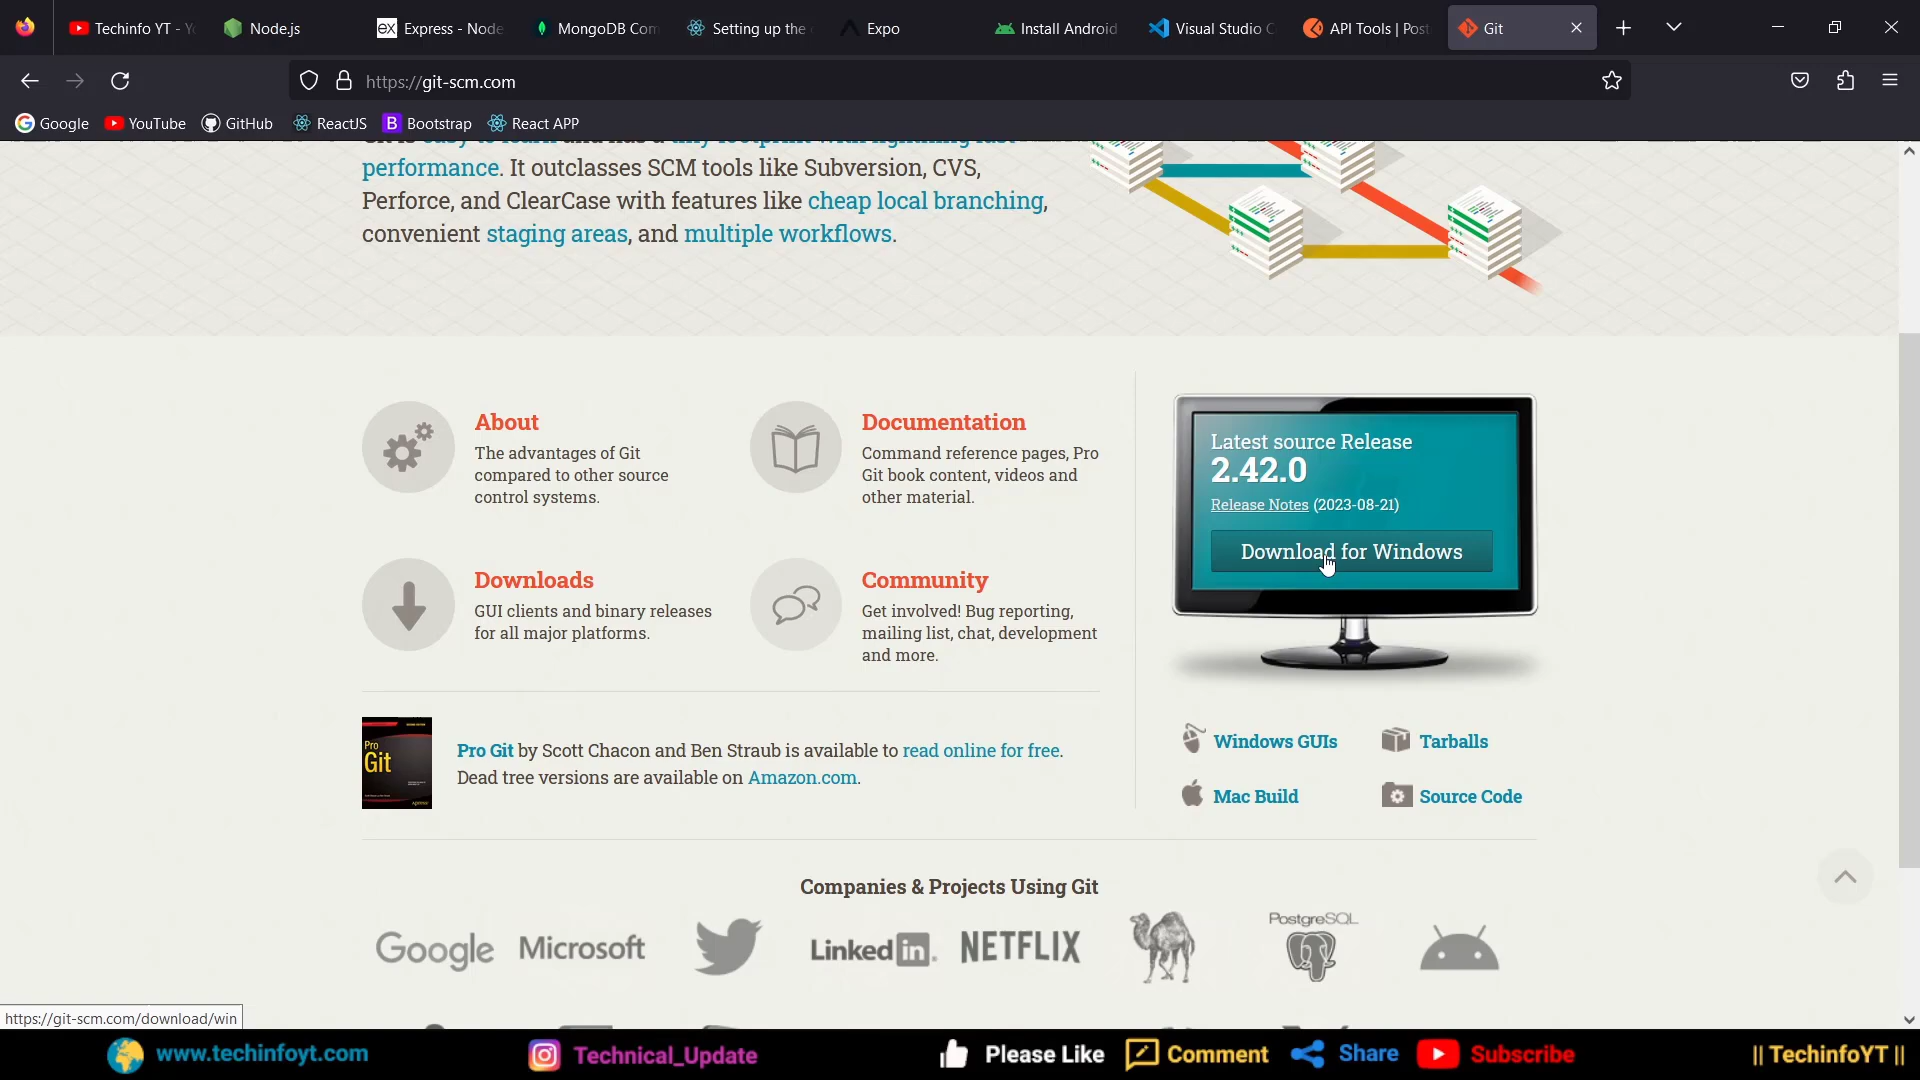 Techinfo YT - Y
Node.js
Express - Node
MongoDB Com
Setting up the
Expo
Install Android
Visual Studio C
API Tools | Post
Git
https://git-scm.com
Google
YouTube
GitHub
ReactJS
Bootstrap
React APP
performance. It outclasses SCM tools like Subversion, CVS,
Perforce, and ClearCase with features like cheap local branching,
convenient staging areas, and multiple workflows.
About
The advantages of Git
compared to other source
control systems.
Documentation
Command reference pages, Pro
Git book content, videos and
other material.
Downloads
GUI clients and binary releases
for all major platforms.
Community
Get involved! Bug reporting,
mailing list, chat, development
and more.
Latest source Release
2.42.0
Release Notes (2023-08-21)
Download for Windows
Pro
Git
Pro Git by Scott Chacon and Ben Straub is available to read online for free.
Dead tree versions are available on Amazon.com.
Windows GUIs
Tarballs
Mac Build
Source Code
Companies & Projects Using Git
Google
Microsoft
Linked in
NETFLIX
PostgreSQL
https://git-scm.com/download/win
www.techinfoyt.com
Technical_Update
Please Like
Comment
Share
Subscribe
|| TechinfoYT ||